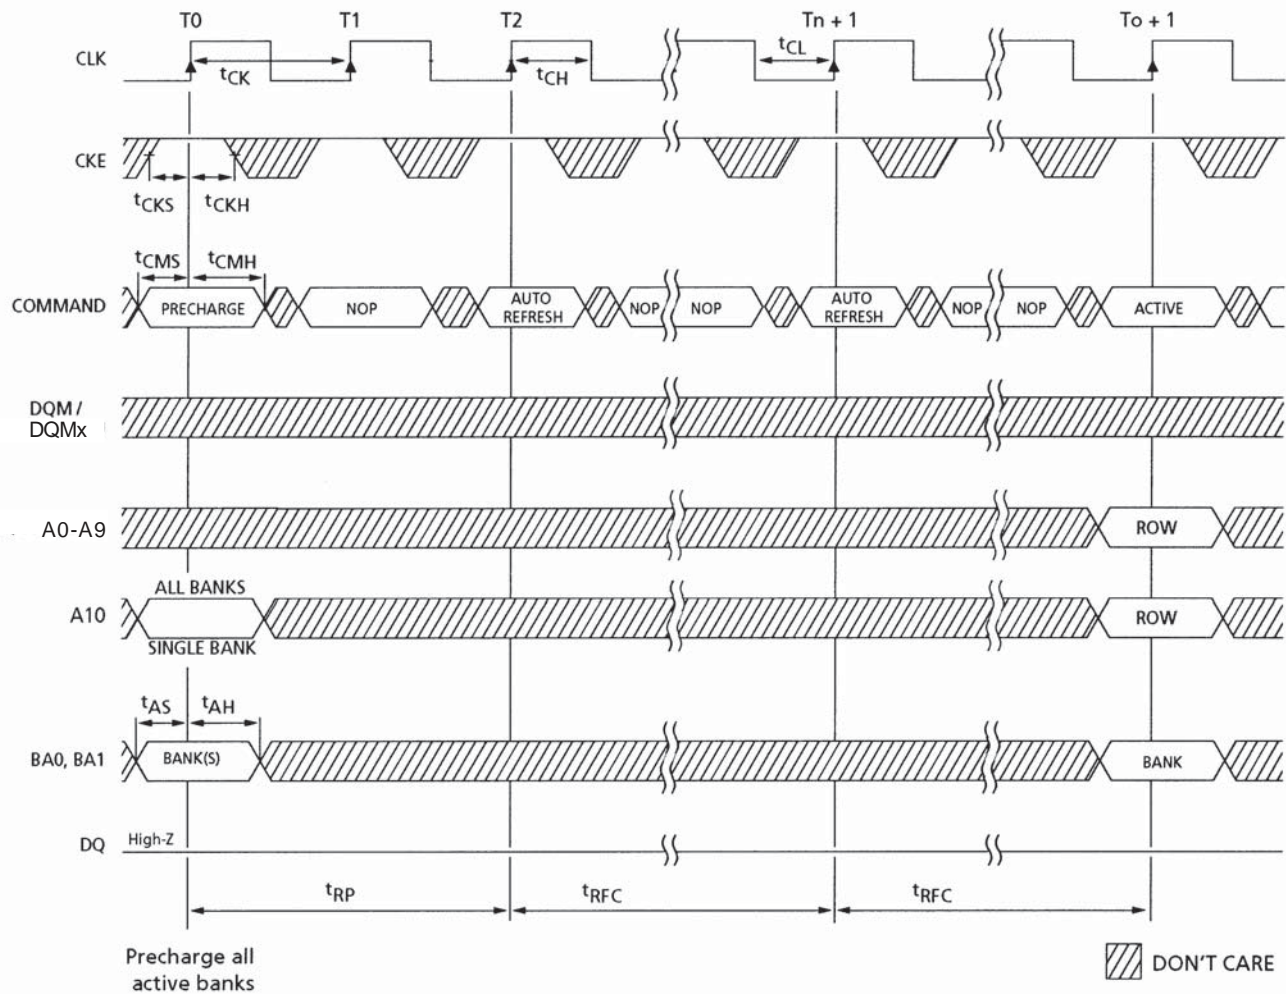 T0 T1 T2 Tn + 1 To + 1
CLK
tCK tCH tCL
CKE
tCKS tCKH
tCMS tCMH
COMMAND PRECHARGE NOP AUTO REFRESH NOP NOP AUTO REFRESH NOP NOP ACTIVE
DQM /
DQMx
A0-A9 ROW
ALL BANKS
A10 ROW
SINGLE BANK
tAS tAH
BA0, BA1 BANK(S) BANK
DQ High-Z
tRP tRFC tRFC
Precharge all
active banks
DON'T CARE